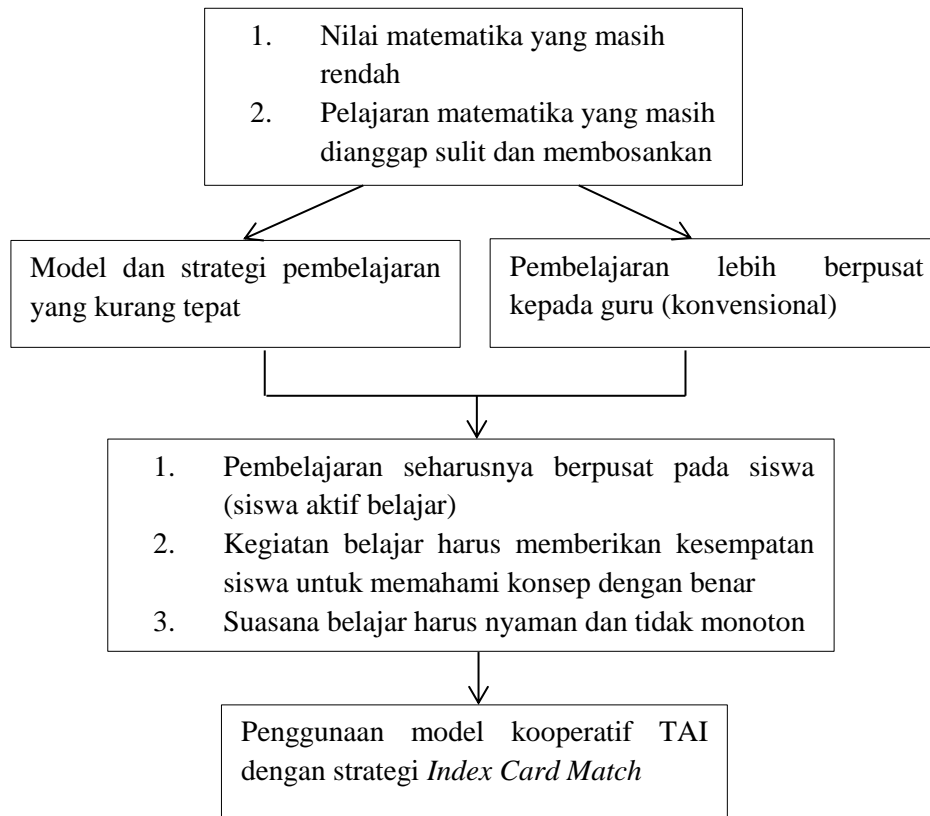 1. Nilai matematika yang masih
rendah
2. Pelajaran matematika yang masih
dianggap sulit dan membosankan
Model dan strategi pembelajaran
yang kurang tepat
Pembelajaran lebih berpusat
kepada guru (konvensional)
1. Pembelajaran seharusnya berpusat pada siswa
(siswa aktif belajar)
2. Kegiatan belajar harus memberikan kesempatan
siswa untuk memahami konsep dengan benar
3. Suasana belajar harus nyaman dan tidak monoton
Penggunaan model kooperatif TAI
dengan strategi Index Card Match